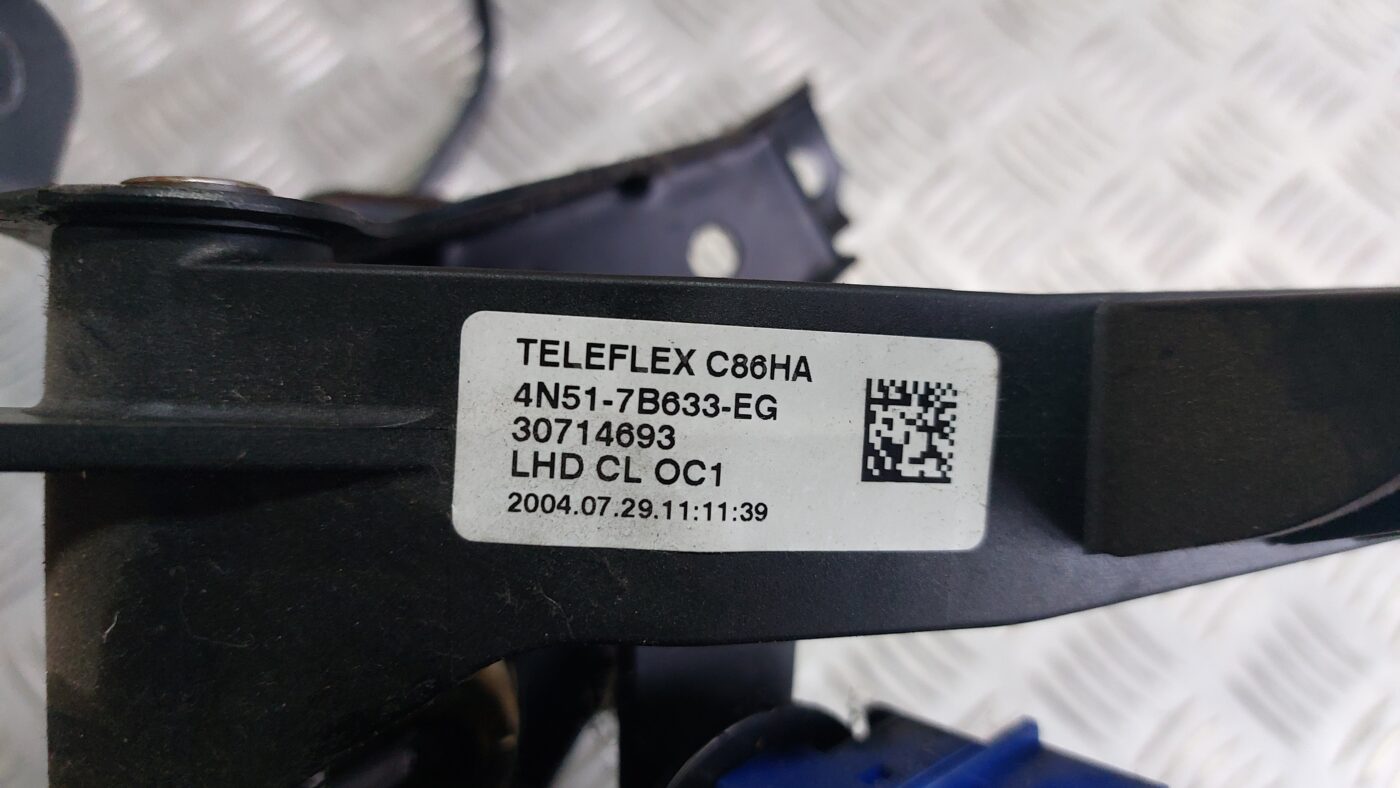 TELEFLEX C86HA
4N51-7B633-EG
30714693
LHD CL OC1
2004.07.29.11:11:39